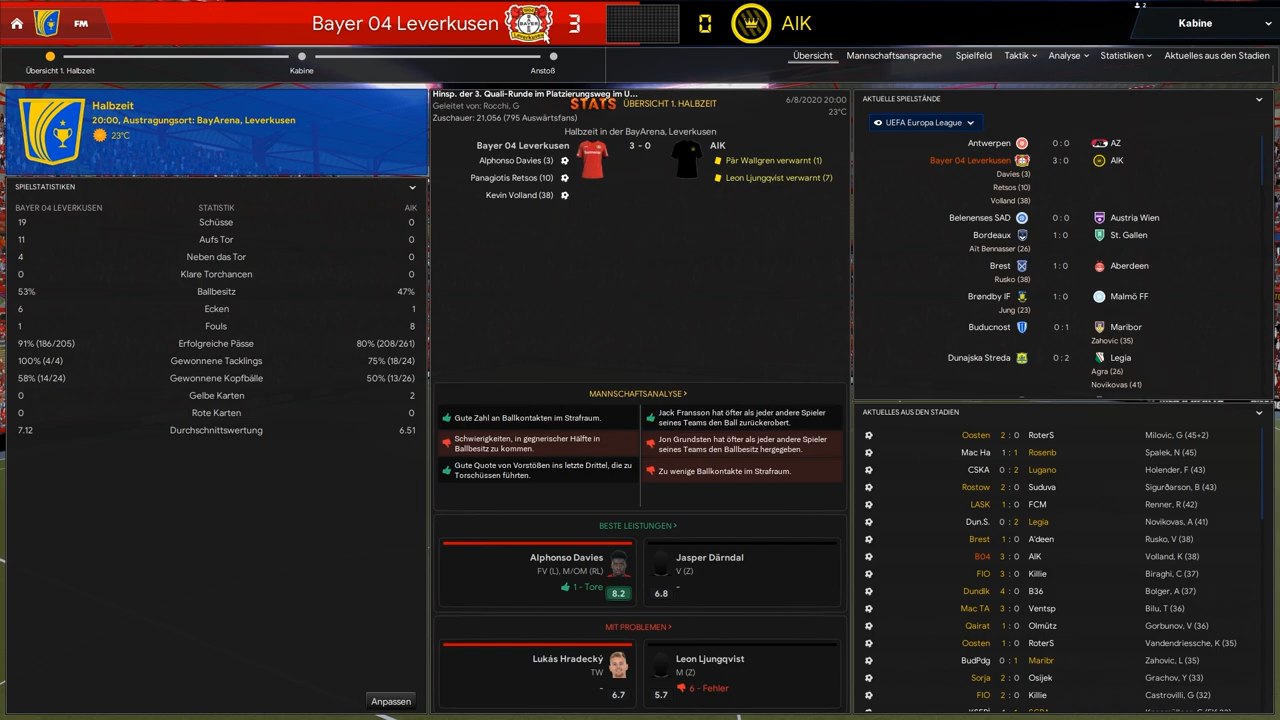 FM
Bayer 04 Leverkusen
3
0
AIK
2
Kabine
Übersicht 1. Halbzeit
Kabine
Anstoß
Übersicht
Mannschaftsansprache
Spielfeld
Taktik
Analyse
Statistiken
Aktuelles aus den Stadien
Halbzeit
20:00, Austragungsort: BayArena, Leverkusen
23°C
SPIELSTATISTIKEN
BAYER 04 LEVERKUSEN STATISTIK AIK
19 Schüsse 0
11 Aufs Tor 0
4 Neben das Tor 0
0 Klare Torchancen 0
53% Ballbesitz 47%
6 Ecken 1
1 Fouls 8
91% (186/205) Erfolgreiche Pässe 80% (208/261)
100% (4/4) Gewonnene Tacklings 75% (18/24)
58% (14/24) Gewonnene Kopfbälle 50% (13/26)
0 Gelbe Karten 2
0 Rote Karten 0
7.12 Durchschnittswertung 6.51
Anpassen
Hinsp. der 3. Quali-Runde im Platzierungsweg im U...
Geleitet von: Rocchi, G
Zuschauer: 21,056 (795 Auswärtsfans)
STATS ÜBERSICHT 1. HALBZEIT
6/8/2020 20:00
23°C
Halbzeit in der BayArena, Leverkusen
Bayer 04 Leverkusen 3 - 0 AIK
Alphonso Davies (3)
Panagiotis Retsos (10)
Kevin Volland (38)
Pär Wallgren verwarnt (1)
Leon Ljungqvist verwarnt (7)
MANNSCHAFTSANALYSE >
Gute Zahl an Ballkontakten im Strafraum.
Schwierigkeiten, in gegnerischer Hälfte in
Ballbesitz zu kommen.
Gute Quote von Vorstößen ins letzte Drittel, die zu
Torschüssen führten.
Jack Fransson hat öfter als jeder andere Spieler
seines Teams den Ball zurückerobert.
Jon Grundsten hat öfter als jeder andere Spieler
seines Teams den Ballbesitz hergegeben.
Zu wenige Ballkontakte im Strafraum.
BESTE LEISTUNGEN >
Alphonso Davies
FV (L), M/OM (RL)
1 - Tore
8.2
Jasper Därndal
V (Z)
-
6.8
MIT PROBLEMEN >
Lukáš Hradecký
TW
-
6.7
Leon Ljungqvist
M (Z)
6 - Fehler
5.7
AKTUELLE SPIELSTÄNDE
UEFA Europa League
Antwerpen 0:0 AZ
Bayer 04 Leverkusen 3:0 AIK
Davies (3)
Retsos (10)
Volland (38)
Belenenses SAD 0:0 Austria Wien
Bordeaux 1:0 St. Gallen
Aït Bennasser (26)
Brest 1:0 Aberdeen
Rusko (38)
Brøndby IF 1:0 Malmö FF
Jung (23)
Buducnost 0:1 Maribor
Zahovic (35)
Dunajska Streda 0:2 Legia
Agra (26)
Novikovas (41)
AKTUELLES AUS DEN STADIEN
Oosten 2 : 0 RoterS Milovic, G (45+2)
Mac Ha 1 : 1 Rosenb Spalek, N (45)
CSKA 0 : 2 Lugano Holender, F (43)
Rostow 2 : 0 Suduva Sigurðarson, B (43)
LASK 1 : 0 FCM Renner, R (42)
Dun.S. 0 : 2 Legia Novikovas, A (41)
Brest 1 : 0 A'deen Rusko, V (38)
B04 3 : 0 AIK Volland, K (38)
FIO 3 : 0 Killie Biraghi, C (37)
Dundlk 4 : 0 B36 Bolger, A (37)
Mac TA 3 : 0 Ventsp Bilu, T (36)
Qairat 1 : 0 Olmütz Gorbunov, V (36)
Oosten 1 : 0 RoterS Vandendriessche, K (35)
BudPdg 0 : 1 Maribr Zahovic, L (35)
Sorja 2 : 0 Osijek Grachov, Y (33)
FIO 2 : 0 Killie Castrovilli, G (32)